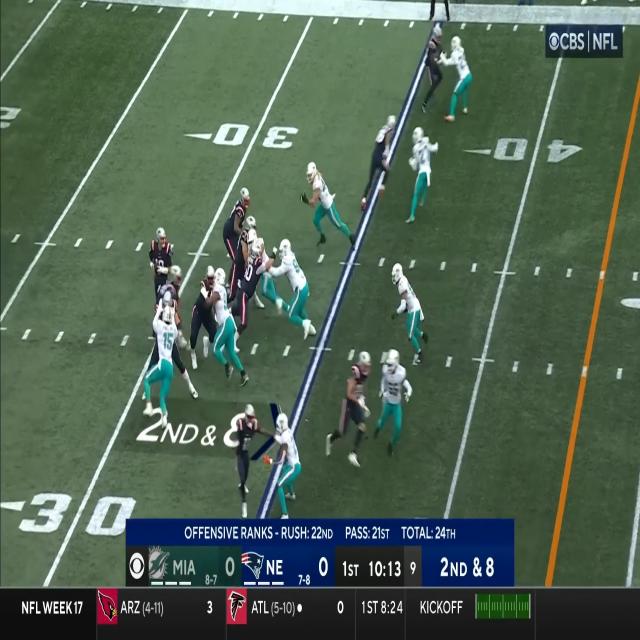 CBS NFL
30
40
15
2ND & 8
30
OFFENSIVE RANKS - RUSH: 22ND PASS: 21ST TOTAL: 24TH
MIA 8-7 0 NE 7-8 0 1ST 10:13 9 2ND & 8
NFL WEEK 17 ARZ (4-11) 3 ATL (5-10) 0 1ST 8:24 KICKOFF